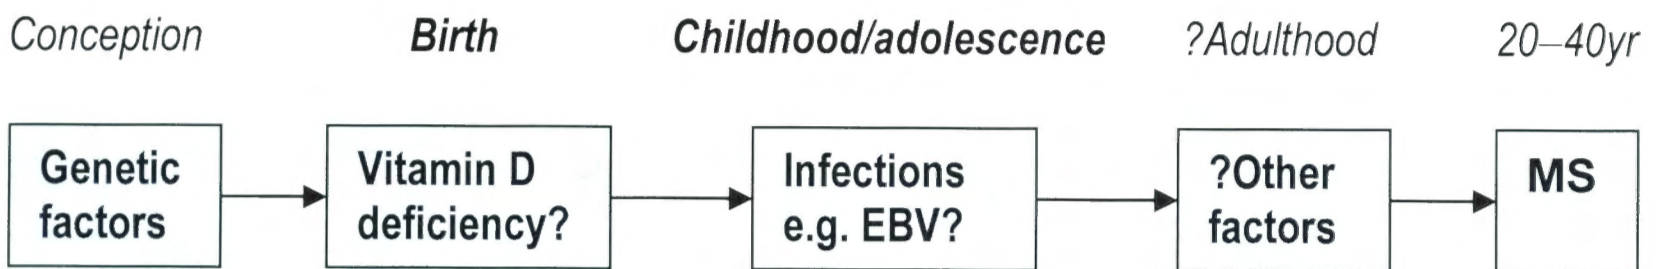 Conception Birth Childhood/adolescence ?Adulthood 20–40yr
Genetic factors
Vitamin D deficiency?
Infections e.g. EBV?
?Other factors
MS